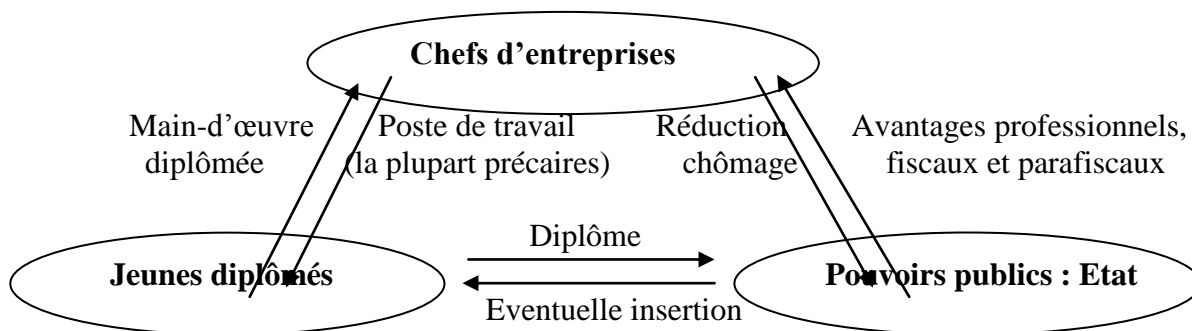 Chefs d’entreprises
Main-d’œuvre
diplômée
Poste de travail
(la plupart précaires)
Réduction
chômage
Avantages professionnels,
fiscaux et parafiscaux
Diplôme
Jeunes diplômés
Pouvoirs publics : Etat
Eventuelle insertion